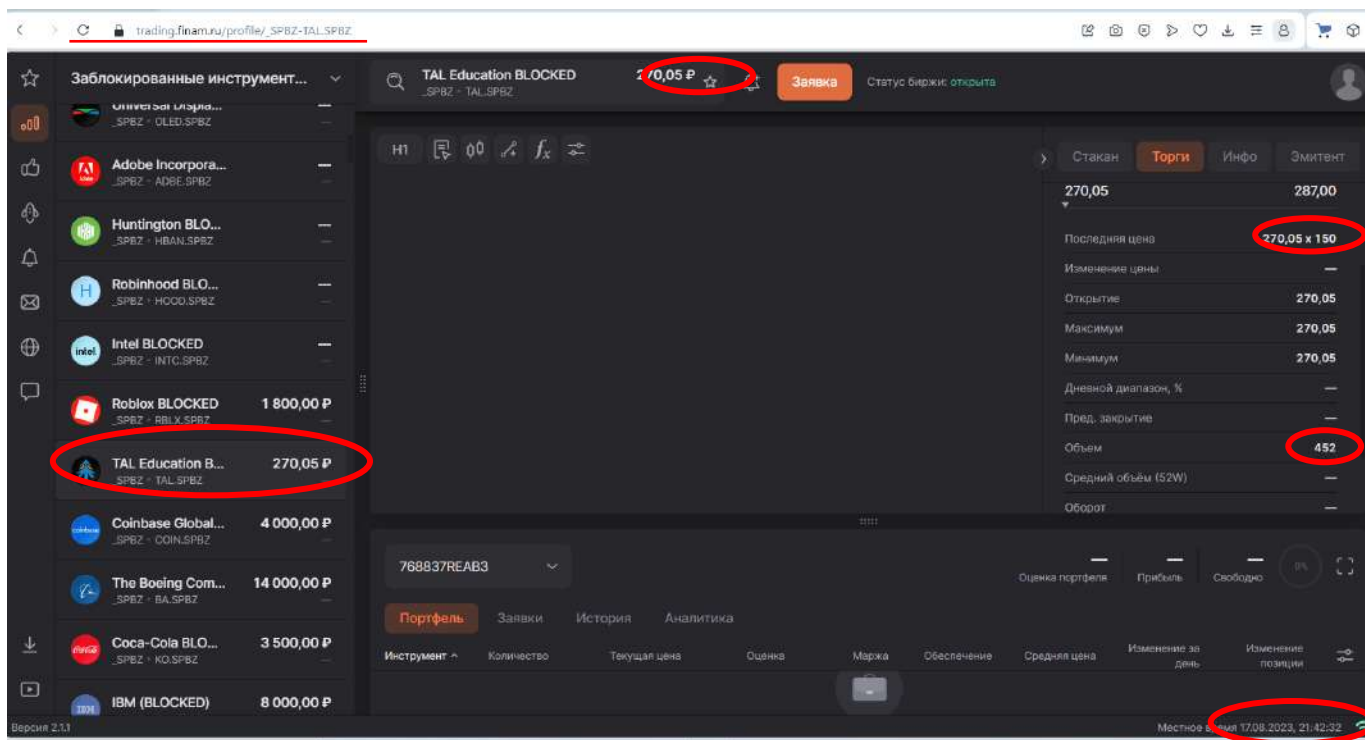 trading.finam.ru/profile/_SPBZ-TAL.SPBZ
Заблокированные инструмент...
TAL Education BLOCKED
_SPBZ • TAL.SPBZ
270,05 ₽
Заявка
Статус биржи: открыта
Universal Displa...
_SPBZ • OLED.SPBZ
—
Adobe Incorpora...
_SPBZ • ADBE.SPBZ
—
Huntington BLO...
_SPBZ • HBAN.SPBZ
—
Robinhood BLO...
_SPBZ • HOOD.SPBZ
—
Intel BLOCKED
_SPBZ • INTC.SPBZ
—
Roblox BLOCKED
_SPBZ • RBLX.SPBZ
1 800,00 ₽
TAL Education B...
_SPBZ • TAL.SPBZ
270,05 ₽
Coinbase Global...
_SPBZ • COIN.SPBZ
4 000,00 ₽
The Boeing Com...
_SPBZ • BA.SPBZ
14 000,00 ₽
Coca-Cola BLO...
_SPBZ • KO.SPBZ
3 500,00 ₽
IBM (BLOCKED)
8 000,00 ₽
H1
Стакан Торги Инфо Эмитент
270,05 287,00
Последняя цена 270,05 x 150
Изменение цены —
Открытие 270,05
Максимум 270,05
Минимум 270,05
Дневной диапазон, % —
Пред. закрытие —
Объем 452
Средний объём (52W) —
Оборот —
768837REAB3
— Оценка портфеля
— Прибыль
— Свободно
0%
Портфель Заявки История Аналитика
Инструмент Количество Текущая цена Оценка Маржа Обеспечение Средняя цена Изменение за день Изменение позиции
Версия 2.1.1
Местное время 17.08.2023, 21:42:32